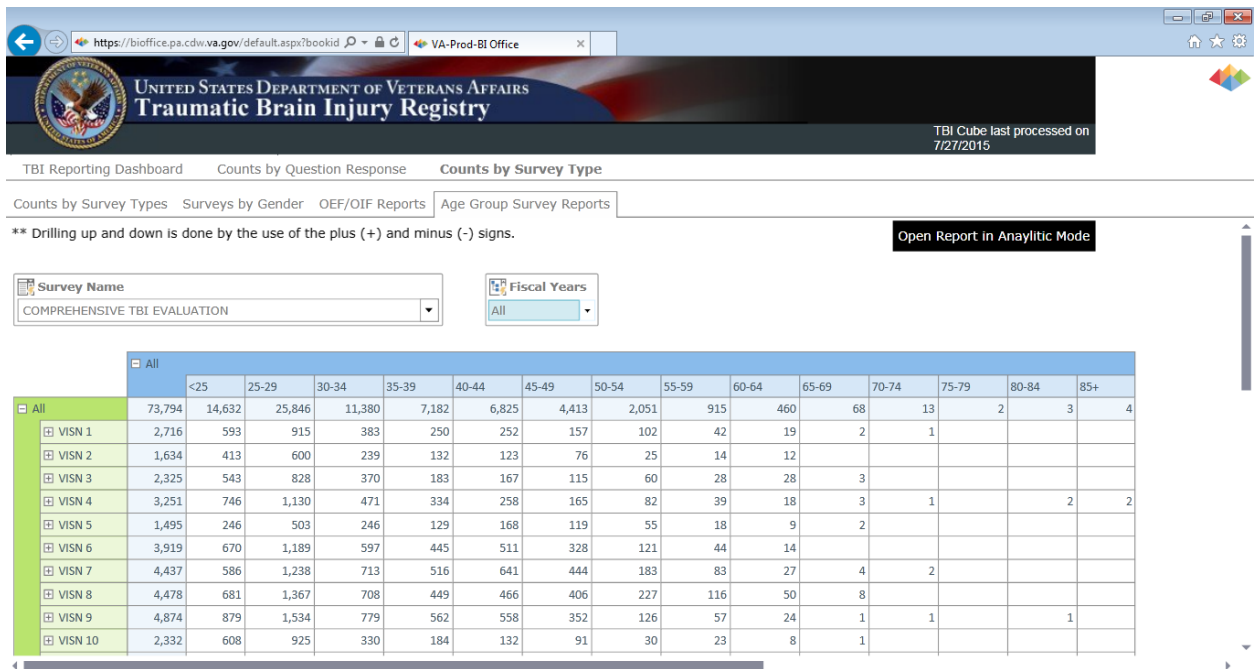 https://bioffice.pa.cdw.va.gov/default.aspx?bookid VA-Prod-BI Office
UNITED STATES DEPARTMENT OF VETERANS AFFAIRS
Traumatic Brain Injury Registry
TBI Cube last processed on
7/27/2015
TBI Reporting Dashboard Counts by Question Response Counts by Survey Type
Counts by Survey Types Surveys by Gender OEF/OIF Reports Age Group Survey Reports
** Drilling up and down is done by the use of the plus (+) and minus (-) signs. Open Report in Anaylitic Mode
Survey Name Fiscal Years
COMPREHENSIVE TBI EVALUATION All
All
<25 25-29 30-34 35-39 40-44 45-49 50-54 55-59 60-64 65-69 70-74 75-79 80-84 85+
All 73,794 14,632 25,846 11,380 7,182 6,825 4,413 2,051 915 460 68 13 2 3 4
VISN 1 2,716 593 915 383 250 252 157 102 42 19 2 1
VISN 2 1,634 413 600 239 132 123 76 25 14 12
VISN 3 2,325 543 828 370 183 167 115 60 28 28 3
VISN 4 3,251 746 1,130 471 334 258 165 82 39 18 3 1 2 2
VISN 5 1,495 246 503 246 129 168 119 55 18 9 2
VISN 6 3,919 670 1,189 597 445 511 328 121 44 14
VISN 7 4,437 586 1,238 713 516 641 444 183 83 27 4 2
VISN 8 4,478 681 1,367 708 449 466 406 227 116 50 8
VISN 9 4,874 879 1,534 779 562 558 352 126 57 24 1 1 1
VISN 10 2,332 608 925 330 184 132 91 30 23 8 1